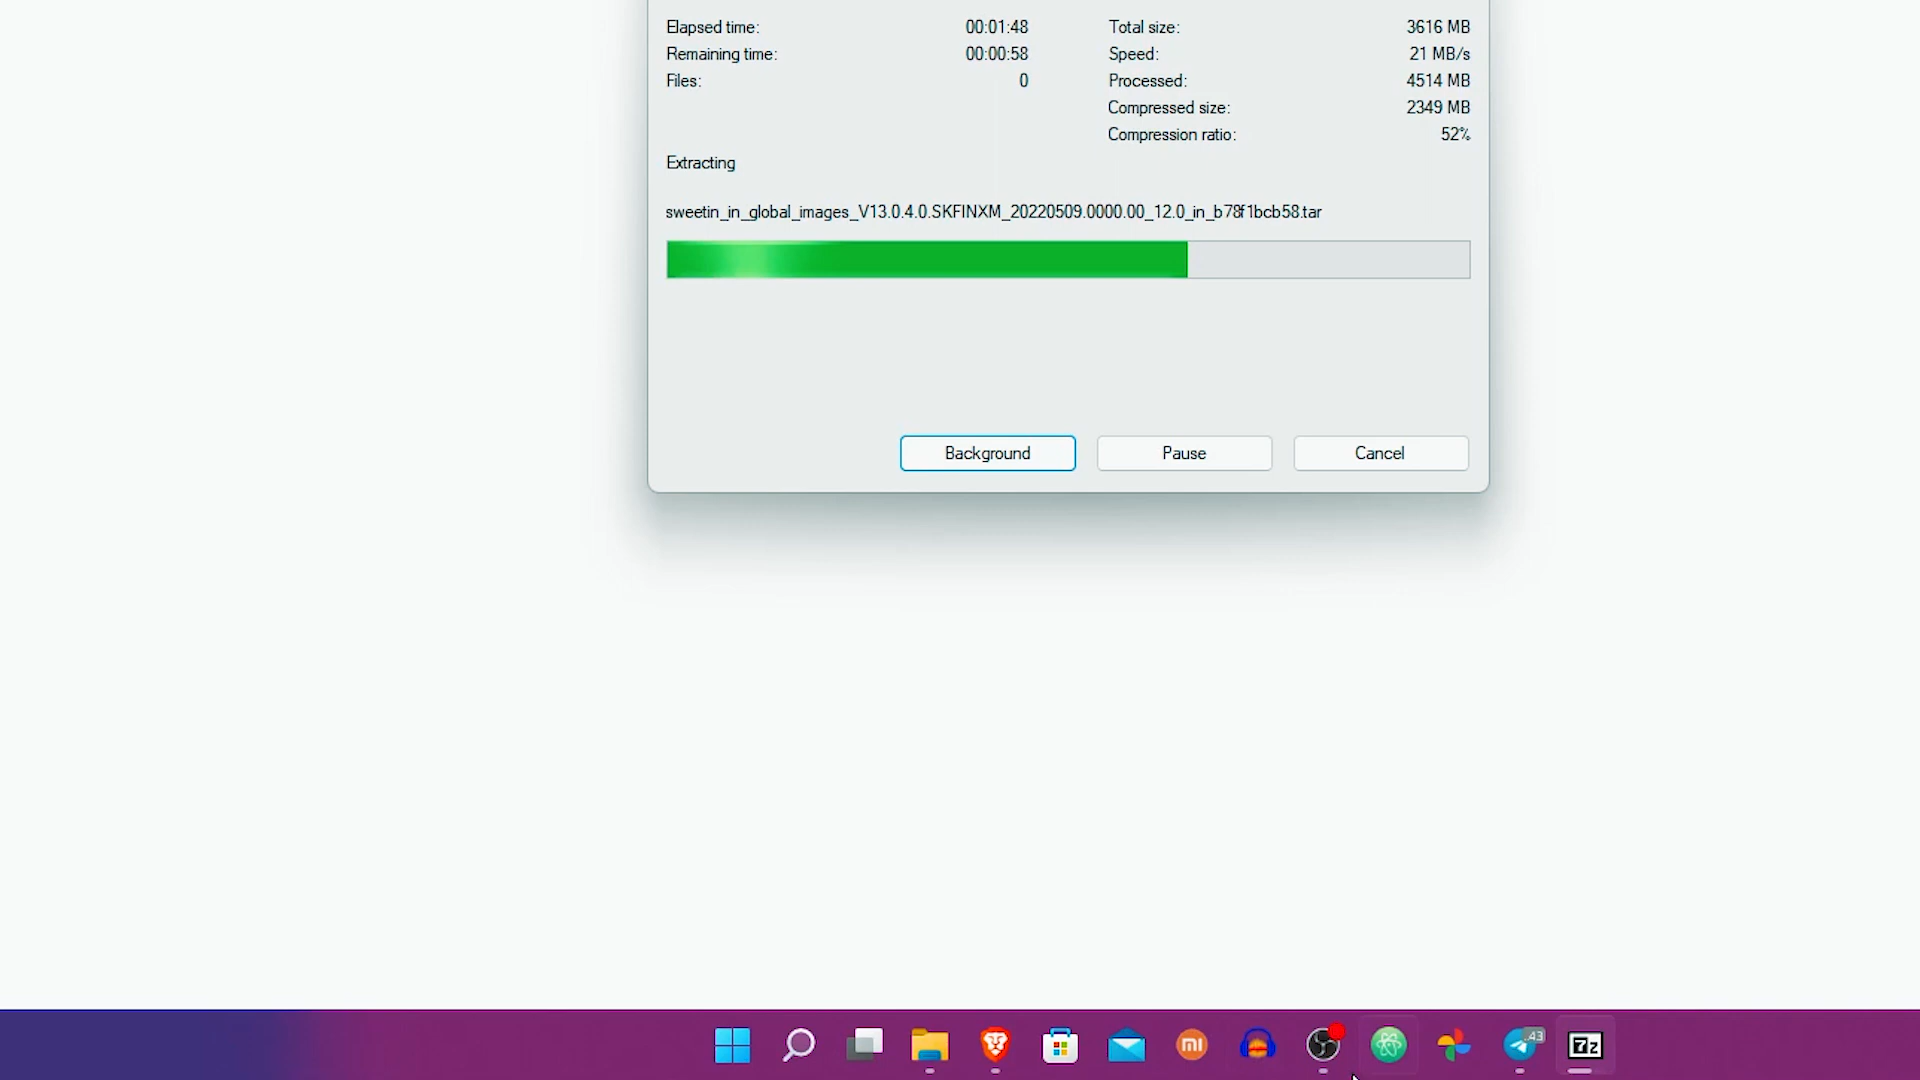 Elapsed time: 00:01:48 Total size: 3616 MB
Remaining time: 00:00:58 Speed: 21 MB/s
Files: 0 Processed: 4514 MB
Compressed size: 2349 MB
Compression ratio: 52%
Extracting
sweetin_in_global_images_V13.0.4.0.SKFINXM_20220509.0000.00_12.0_in_b78f1bcb58.tar
Background Pause Cancel
mi 43 7z